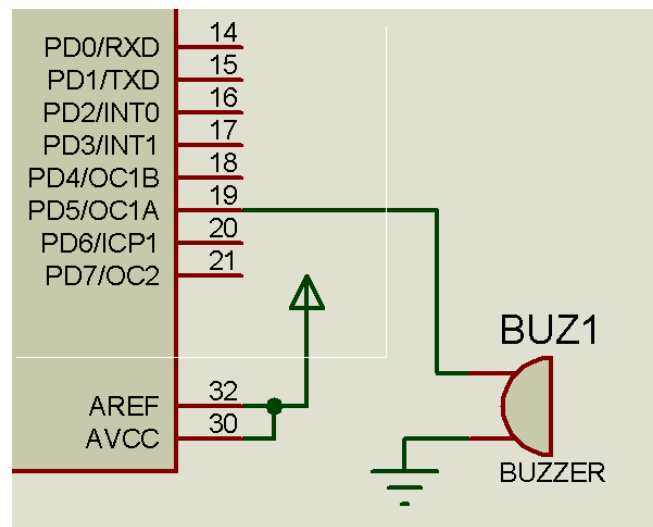 PD0/RXD 14
PD1/TXD 15
PD2/INT0 16
PD3/INT1 17
PD4/OC1B 18
PD5/OC1A 19
PD6/ICP1 20
PD7/OC2 21
AREF 32
AVCC 30
BUZ1
BUZZER